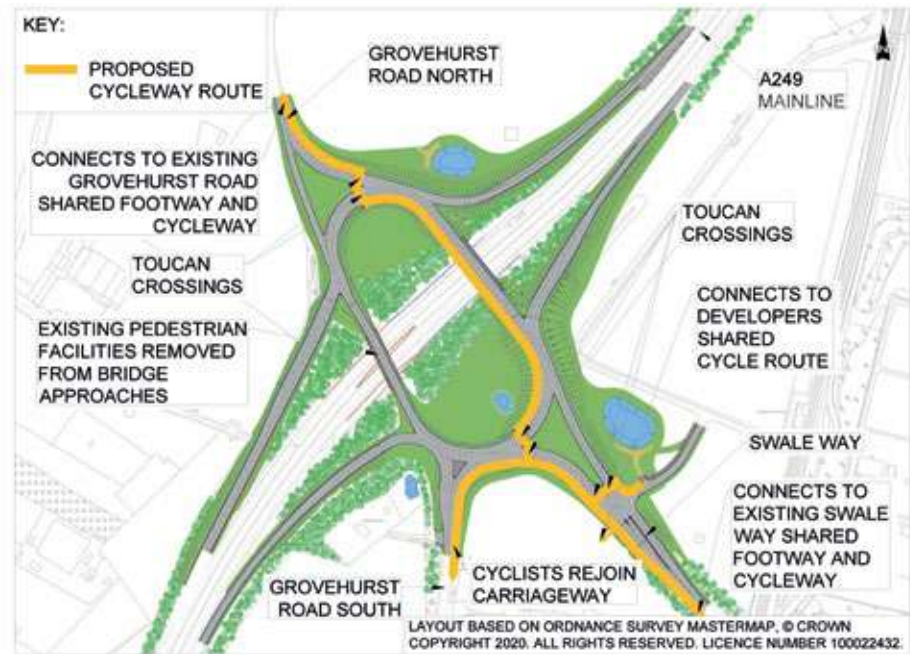 KEY:
PROPOSED
CYCLEWAY ROUTE
GROVEHURST
ROAD NORTH
A249
MAINLINE
CONNECTS TO EXISTING
GROVEHURST ROAD
SHARED FOOTWAY AND
CYCLEWAY
TOUCAN
CROSSINGS
EXISTING PEDESTRIAN
FACILITIES REMOVED
FROM BRIDGE
APPROACHES
TOUCAN
CROSSINGS
CONNECTS TO
DEVELOPERS
SHARED
CYCLE ROUTE
SWALE WAY
CONNECTS TO
EXISTING SWALE
WAY SHARED
FOOTWAY AND
CYCLEWAY
GROVEHURST
ROAD SOUTH
CYCLISTS REJOIN
CARRIAGEWAY
LAYOUT BASED ON ORDNANCE SURVEY MASTERMAP, © CROWN
COPYRIGHT 2020. ALL RIGHTS RESERVED. LICENCE NUMBER 100022432.